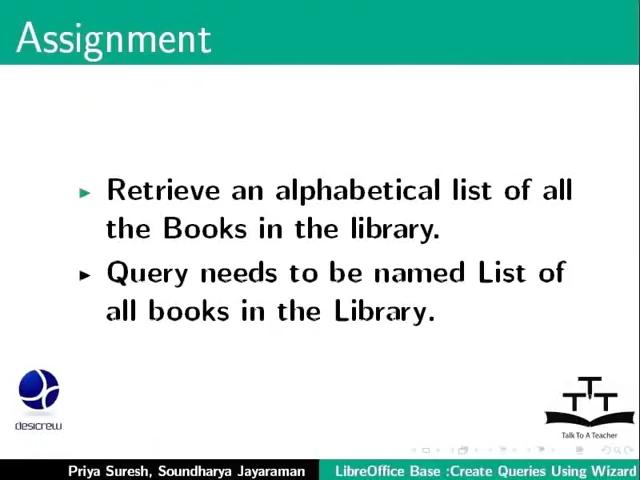 Assignment
Retrieve an alphabetical list of all
the Books in the library.
Query needs to be named List of
all books in the Library.
desicrew
TTT
Talk To A Teacher
Priya Suresh, Soundharya Jayaraman
LibreOffice Base :Create Queries Using Wizard